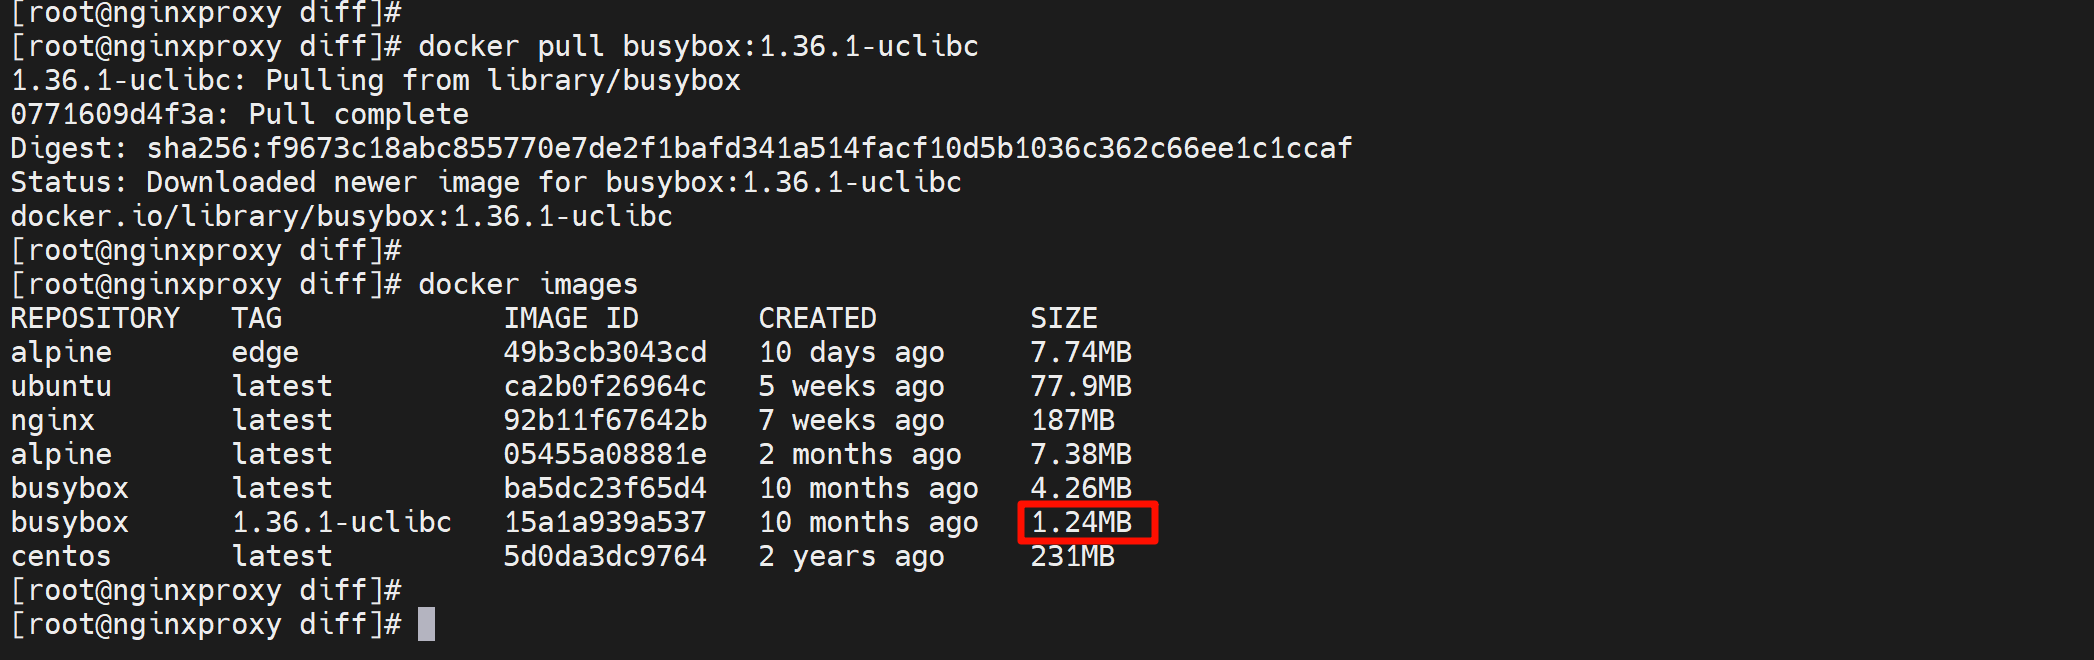 [root@nginxproxy diff]#
[root@nginxproxy diff]# docker pull busybox:1.36.1-uclibc
1.36.1-uclibc: Pulling from library/busybox
0771609d4f3a: Pull complete
Digest: sha256:f9673c18abc855770e7de2f1bafd341a514facf10d5b1036c362c66ee1c1ccaf
Status: Downloaded newer image for busybox:1.36.1-uclibc
docker.io/library/busybox:1.36.1-uclibc
[root@nginxproxy diff]#
[root@nginxproxy diff]# docker images
REPOSITORY   TAG             IMAGE ID       CREATED         SIZE
alpine       edge            49b3cb3043cd   10 days ago     7.74MB
ubuntu       latest          ca2b0f26964c   5 weeks ago     77.9MB
nginx        latest          92b11f67642b   7 weeks ago     187MB
alpine       latest          05455a08881e   2 months ago    7.38MB
busybox      latest          ba5dc23f65d4   10 months ago   4.26MB
busybox      1.36.1-uclibc   15a1a939a537   10 months ago   1.24MB
centos       latest          5d0da3dc9764   2 years ago     231MB
[root@nginxproxy diff]#
[root@nginxproxy diff]#